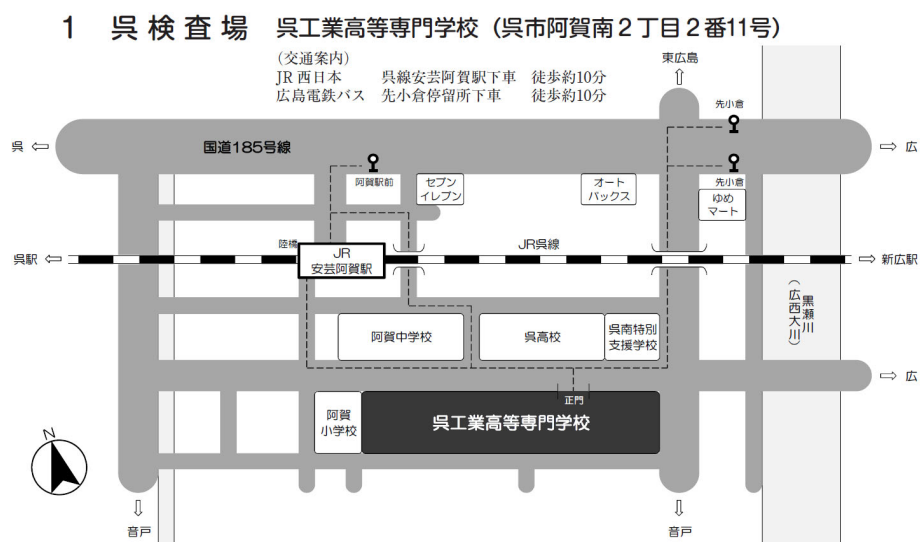 1 呉検査場 呉工業高等専門学校（呉市阿賀南２丁目２番11号）
（交通案内）
JR西日本 呉線安芸阿賀駅下車 徒歩約10分
広島電鉄バス 先小倉停留所下車 徒歩約10分
東広島
先小倉
呉
国道185号線
広
阿賀駅前
セブン
イレブン
オート
バックス
先小倉
ゆめ
マート
陸橋
呉駅
JR
安芸阿賀駅
JR呉線
新広駅
黒瀬川
（広西大川）
阿賀中学校
呉高校
呉南特別
支援学校
広
正門
阿賀
小学校
呉工業高等専門学校
N
音戸
音戸